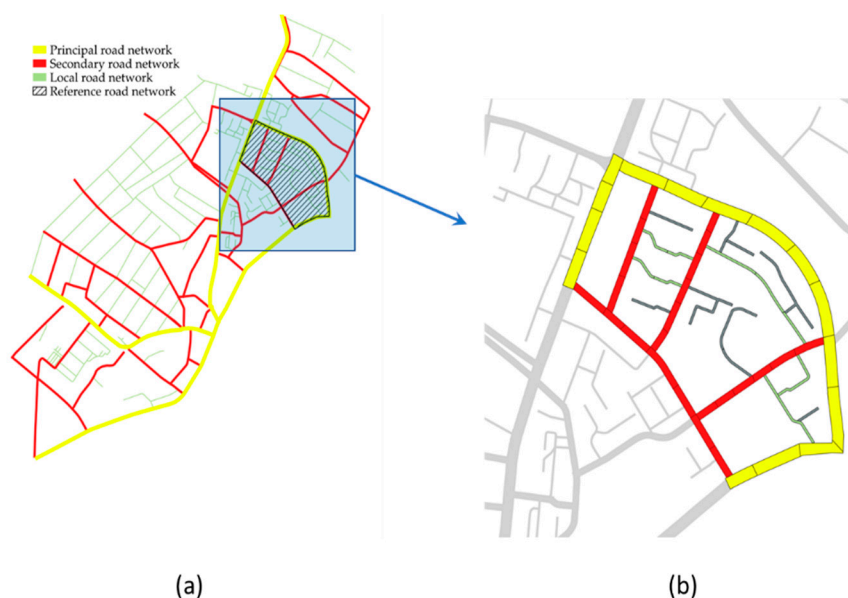 Principal road network
Secondary road network
Local road network
Reference road network
(a)
(b)